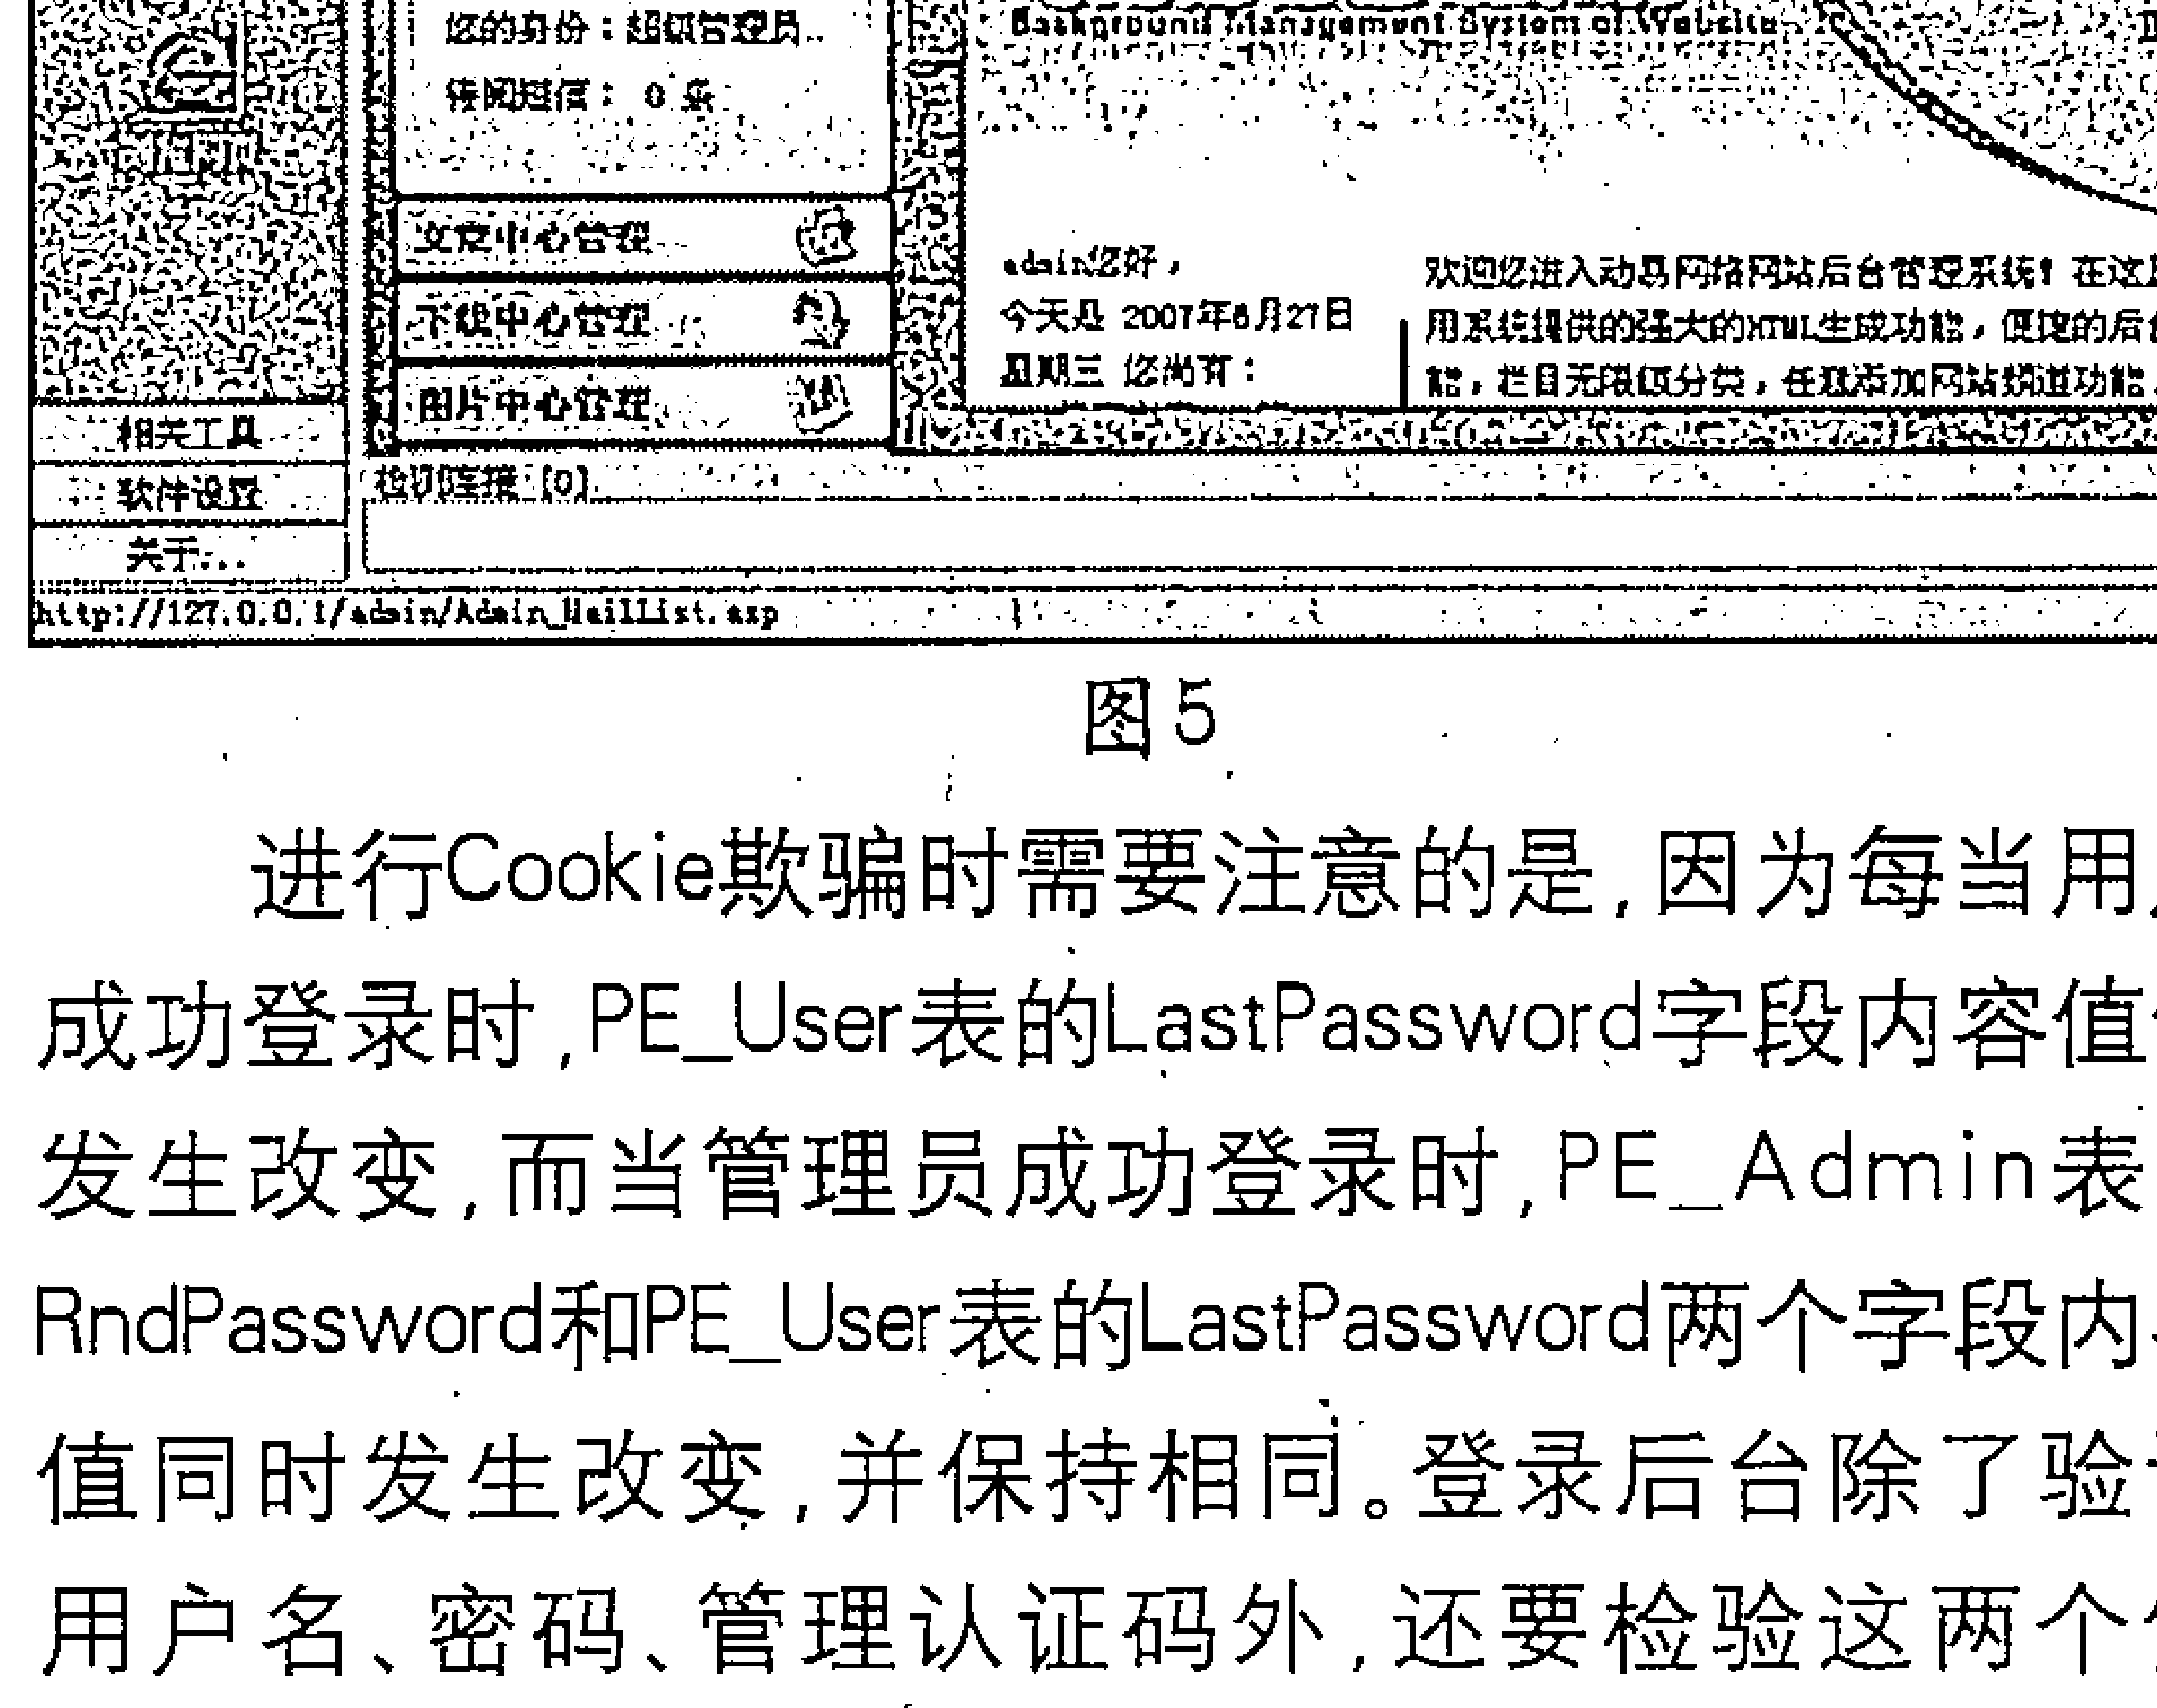 您的身份：超级管理员
待阅短信： 0 条
Background Management System of Website
文章中心管理
下载中心管理
图片中心管理
admin您好，
今天是 2007年6月27日
星期三 您尚有：
欢迎您进入动易网络网站后台管理系统！在这
用系统提供的强大的HTML生成功能，便捷的后
能，栏目无限级分类，任意添加网站频道功能
相关工具
软件设置
关于...
[0]
http://127.0.0.1/admin/Admin_MailList.asp
图5
进行Cookie欺骗时需要注意的是,因为每当用
成功登录时,PE_User表的LastPassword字段内容值
发生改变,而当管理员成功登录时,PE_Admin表
RndPassword和PE_User表的LastPassword两个字段内
值同时发生改变,并保持相同。登录后台除了验
用户名、密码、管理认证码外,还要检验这两个